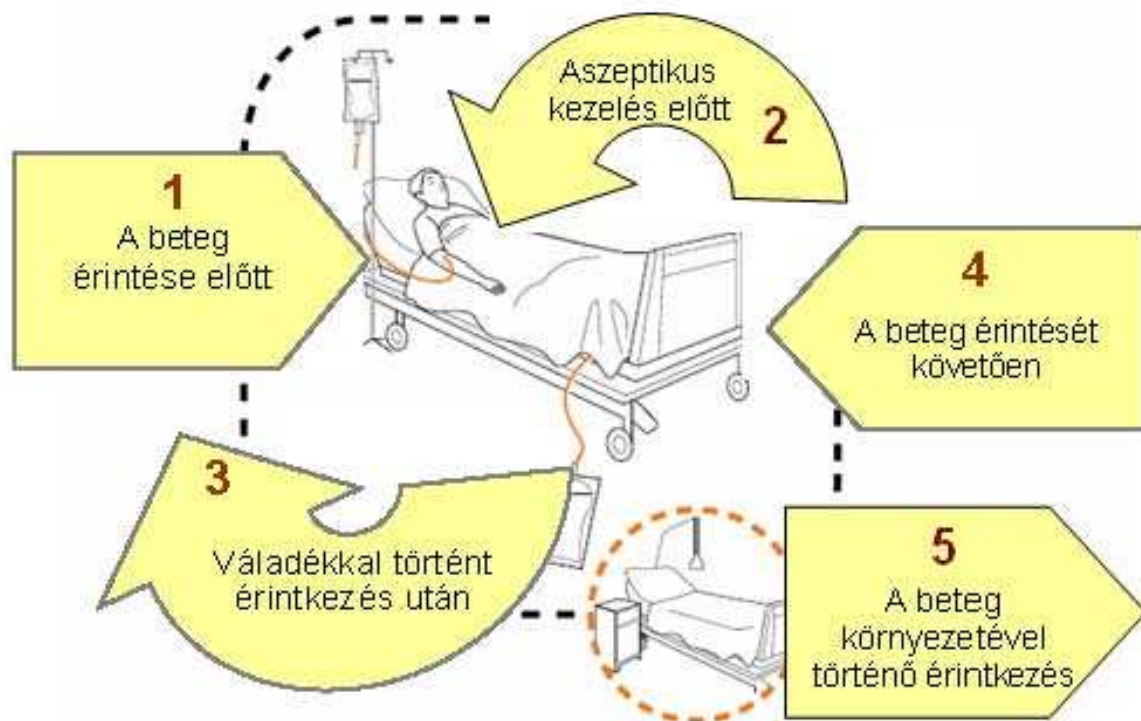 1
A beteg
érintése előtt
Aszeptikus
kezelés előtt
2
3
Váladékkal történt
érintkezés után
4
A beteg érintését
követően
5
A beteg
környezetével
történő érintkezés